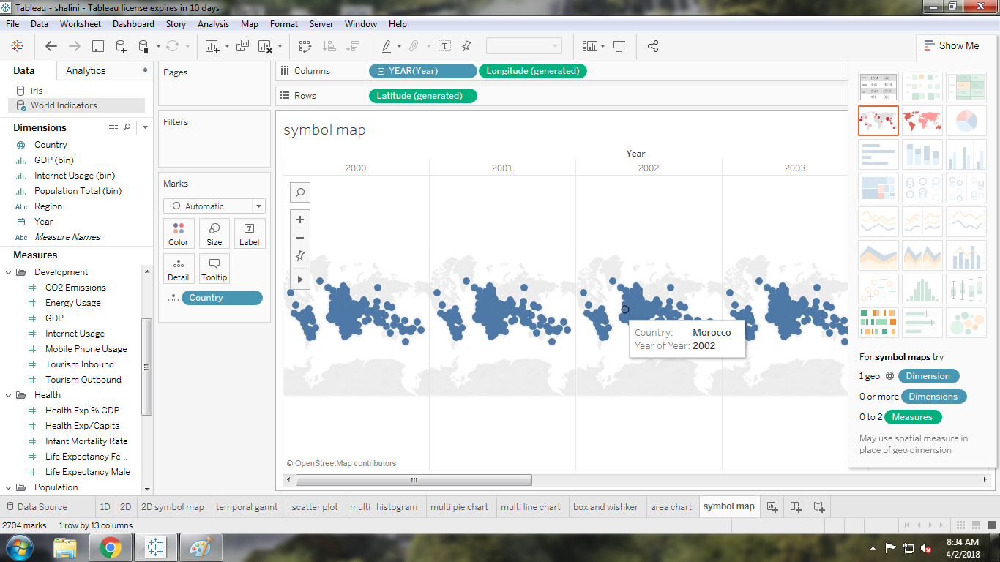 Tableau - shalini - Tableau license expires in 10 days
File Data Worksheet Dashboard Story Analysis Map Format Server Window Help
Show Me
Data Analytics
iris
World Indicators
Dimensions
Country
GDP (bin)
Internet Usage (bin)
Population Total (bin)
Abc Region
Year
Abc Measure Names
Measures
Development
CO2 Emissions
Energy Usage
GDP
Internet Usage
Mobile Phone Usage
Tourism Inbound
Tourism Outbound
Health
Health Exp % GDP
Health Exp/Capita
Infant Mortality Rate
Life Expectancy Fe...
Life Expectancy Male
Population
Pages
Filters
Marks
Automatic
Color Size Label
Detail Tooltip
Country
Columns YEAR(Year) Longitude (generated)
Rows Latitude (generated)
symbol map
Year
2000 2001 2002 2003
Country: Morocco
Year of Year: 2002
© OpenStreetMap contributors
For symbol maps try
1 geo Dimension
0 or more Dimensions
0 to 2 Measures
May use spatial measure in
place of geo dimension
Data Source 1D 2D 2D symbol map temporal gannt scatter plot multi histogram multi pie chart multi line chart box and wishker area chart symbol map
2704 marks 1 row by 13 columns
8:34 AM
4/2/2018